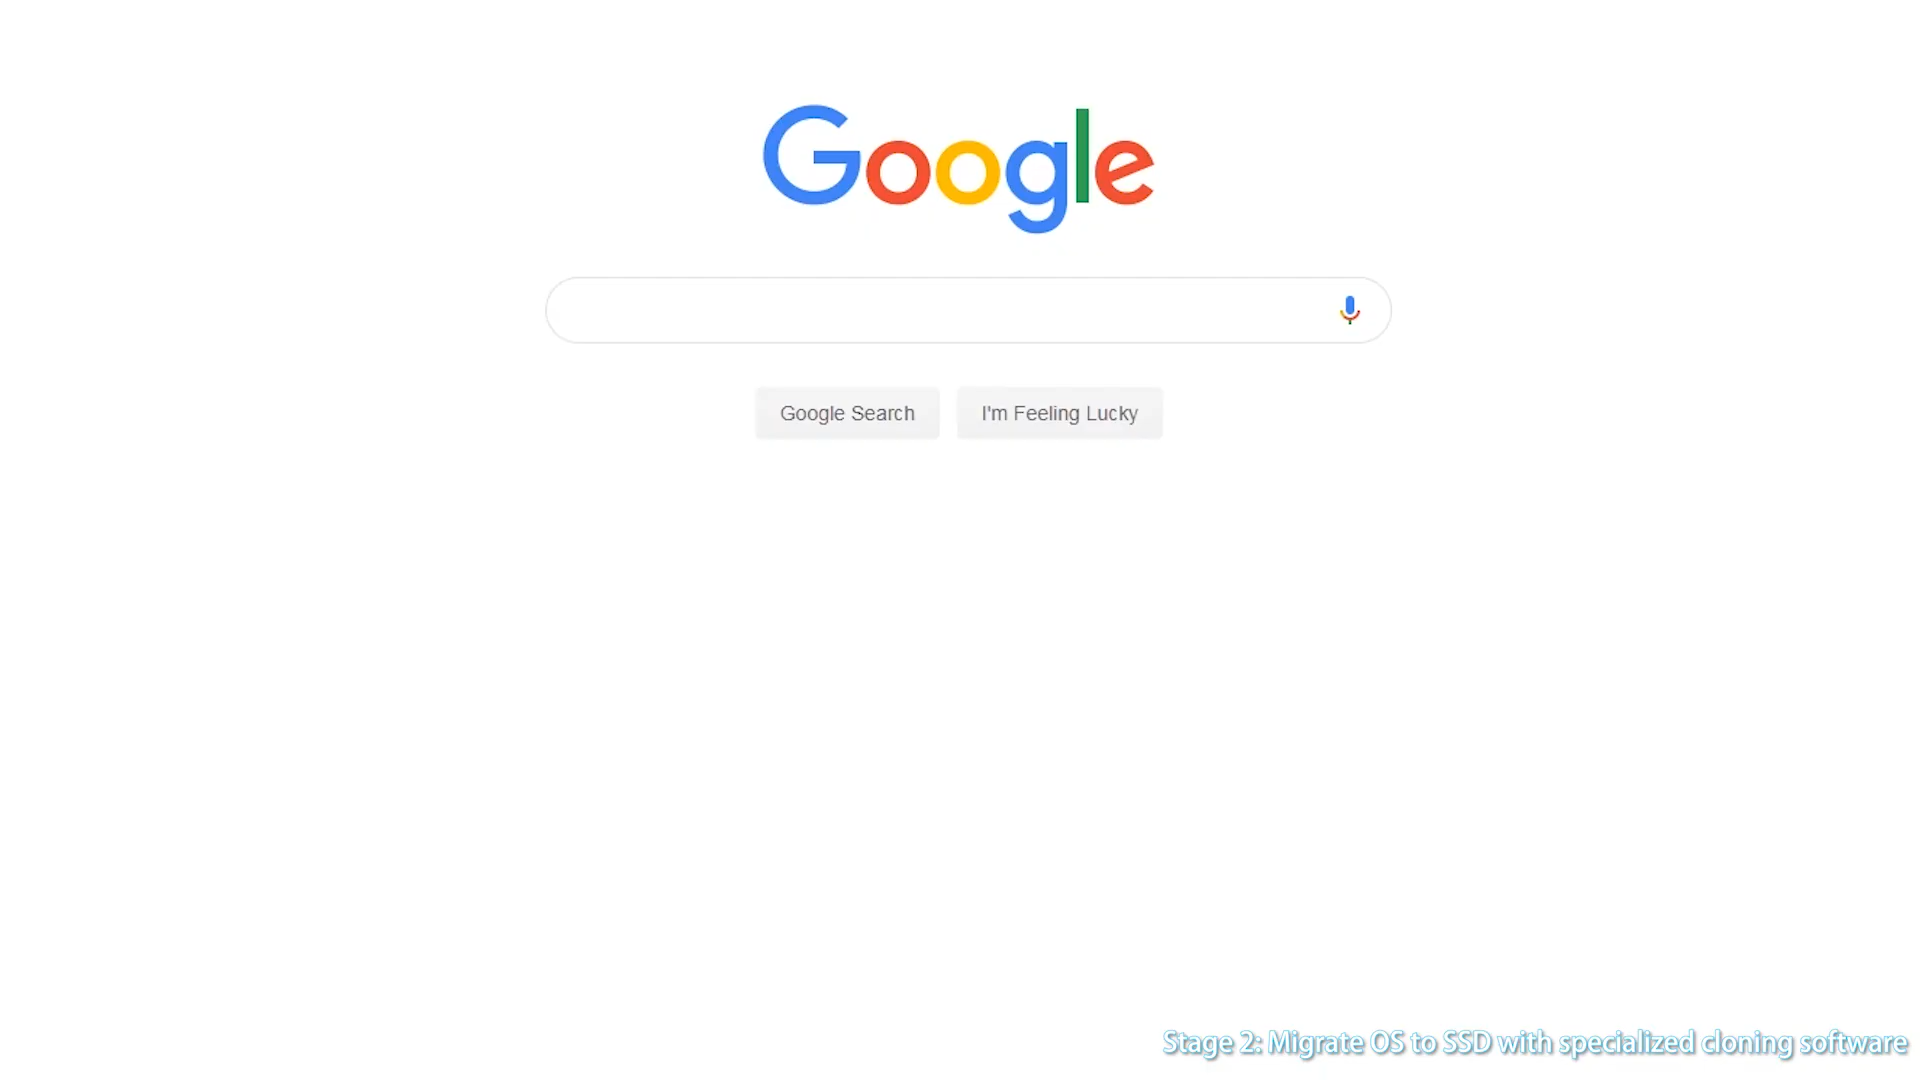 Google
Google Search
I'm Feeling Lucky
Stage 2: Migrate OS to SSD with specialized cloning software